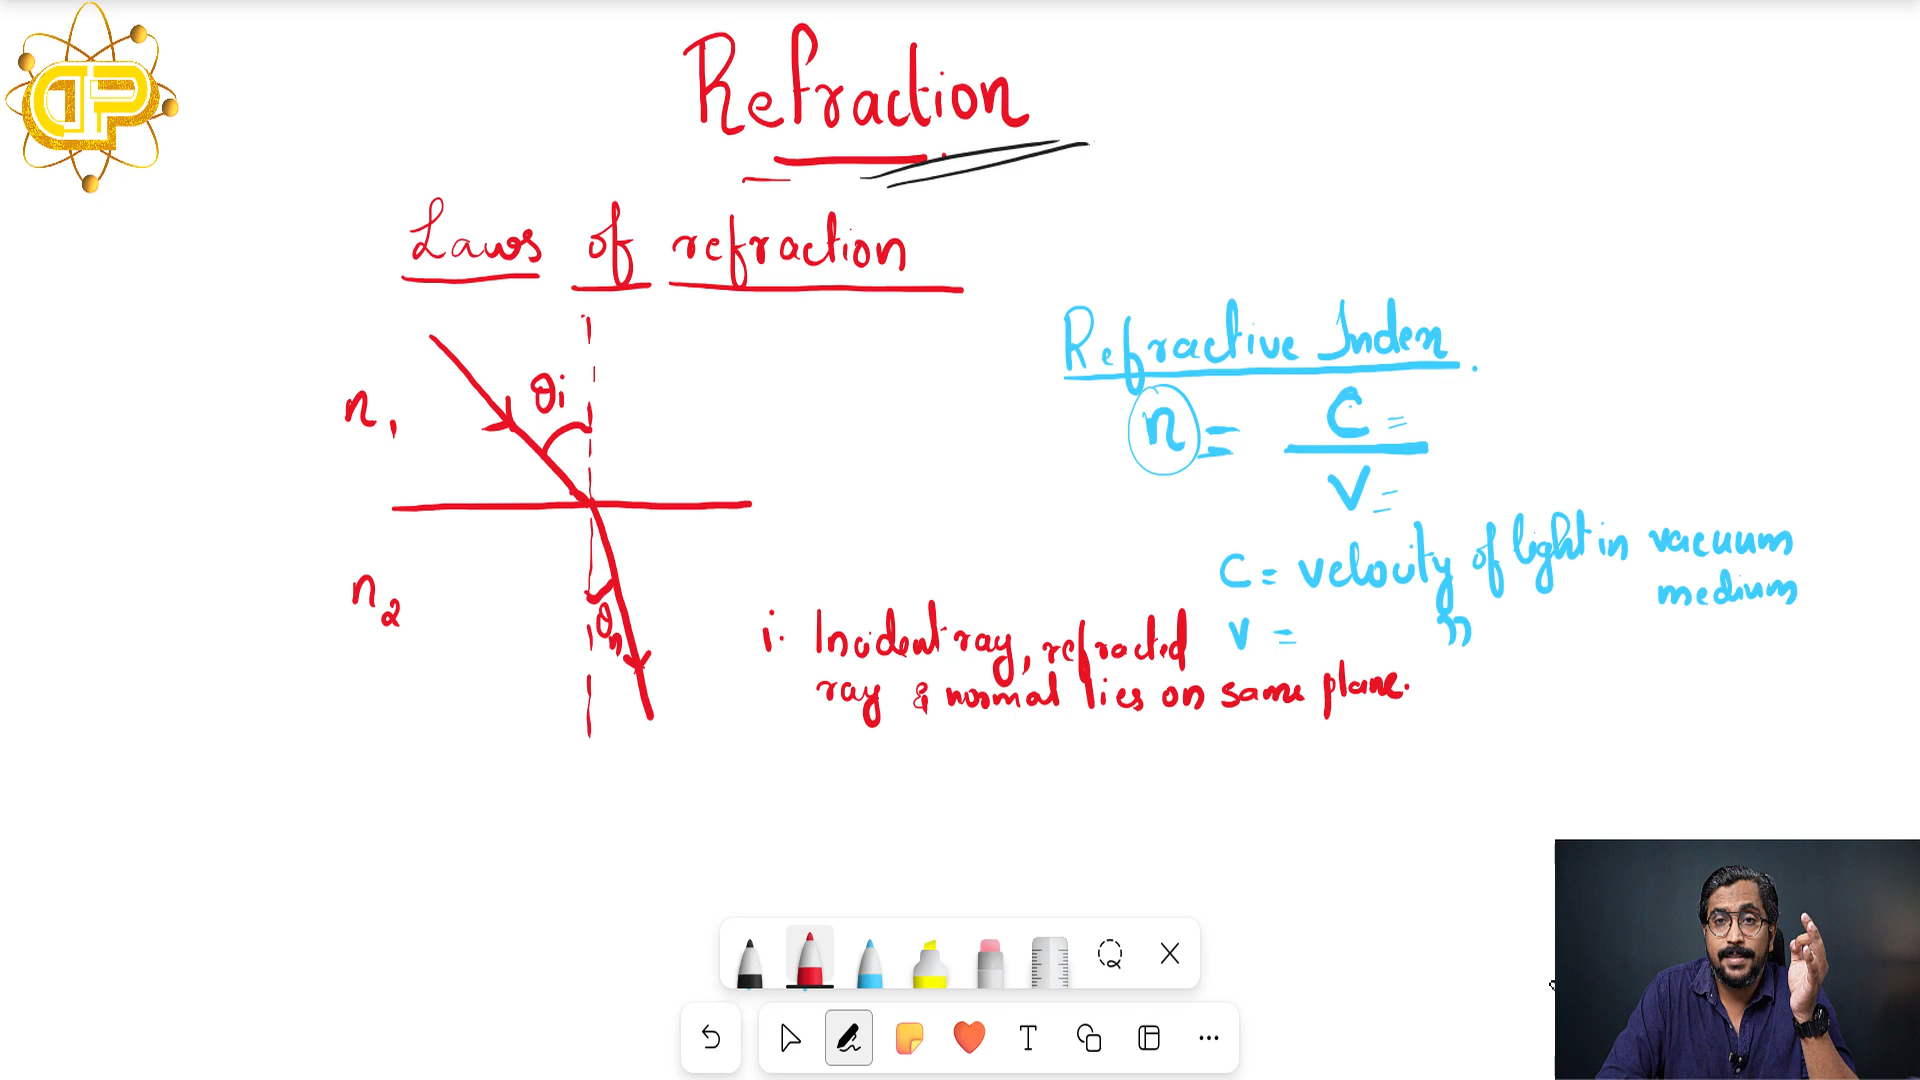 DP
Refraction
Laws of refraction
θi
n1
n2
θr
Refractive Index
n = C
V
C = velocity of light in vacuum
V = " medium
i. Incident ray, refracted
ray & normal lies on same plane.
T